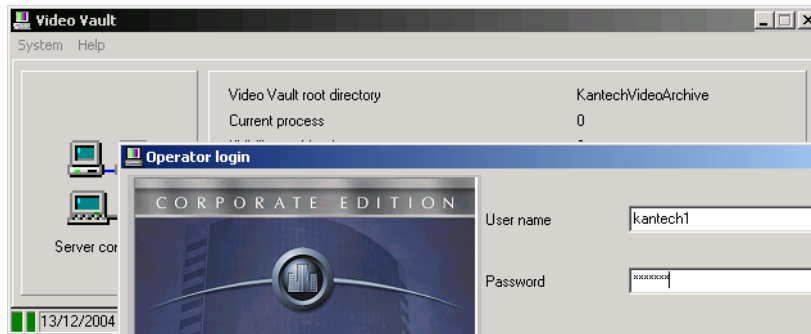 Video Vault
System Help
Video Vault root directory KantechVideoArchive
Current process 0
Operator login
CORPORATE EDITION
User name kantech1
Password *******
Server con
13/12/2004